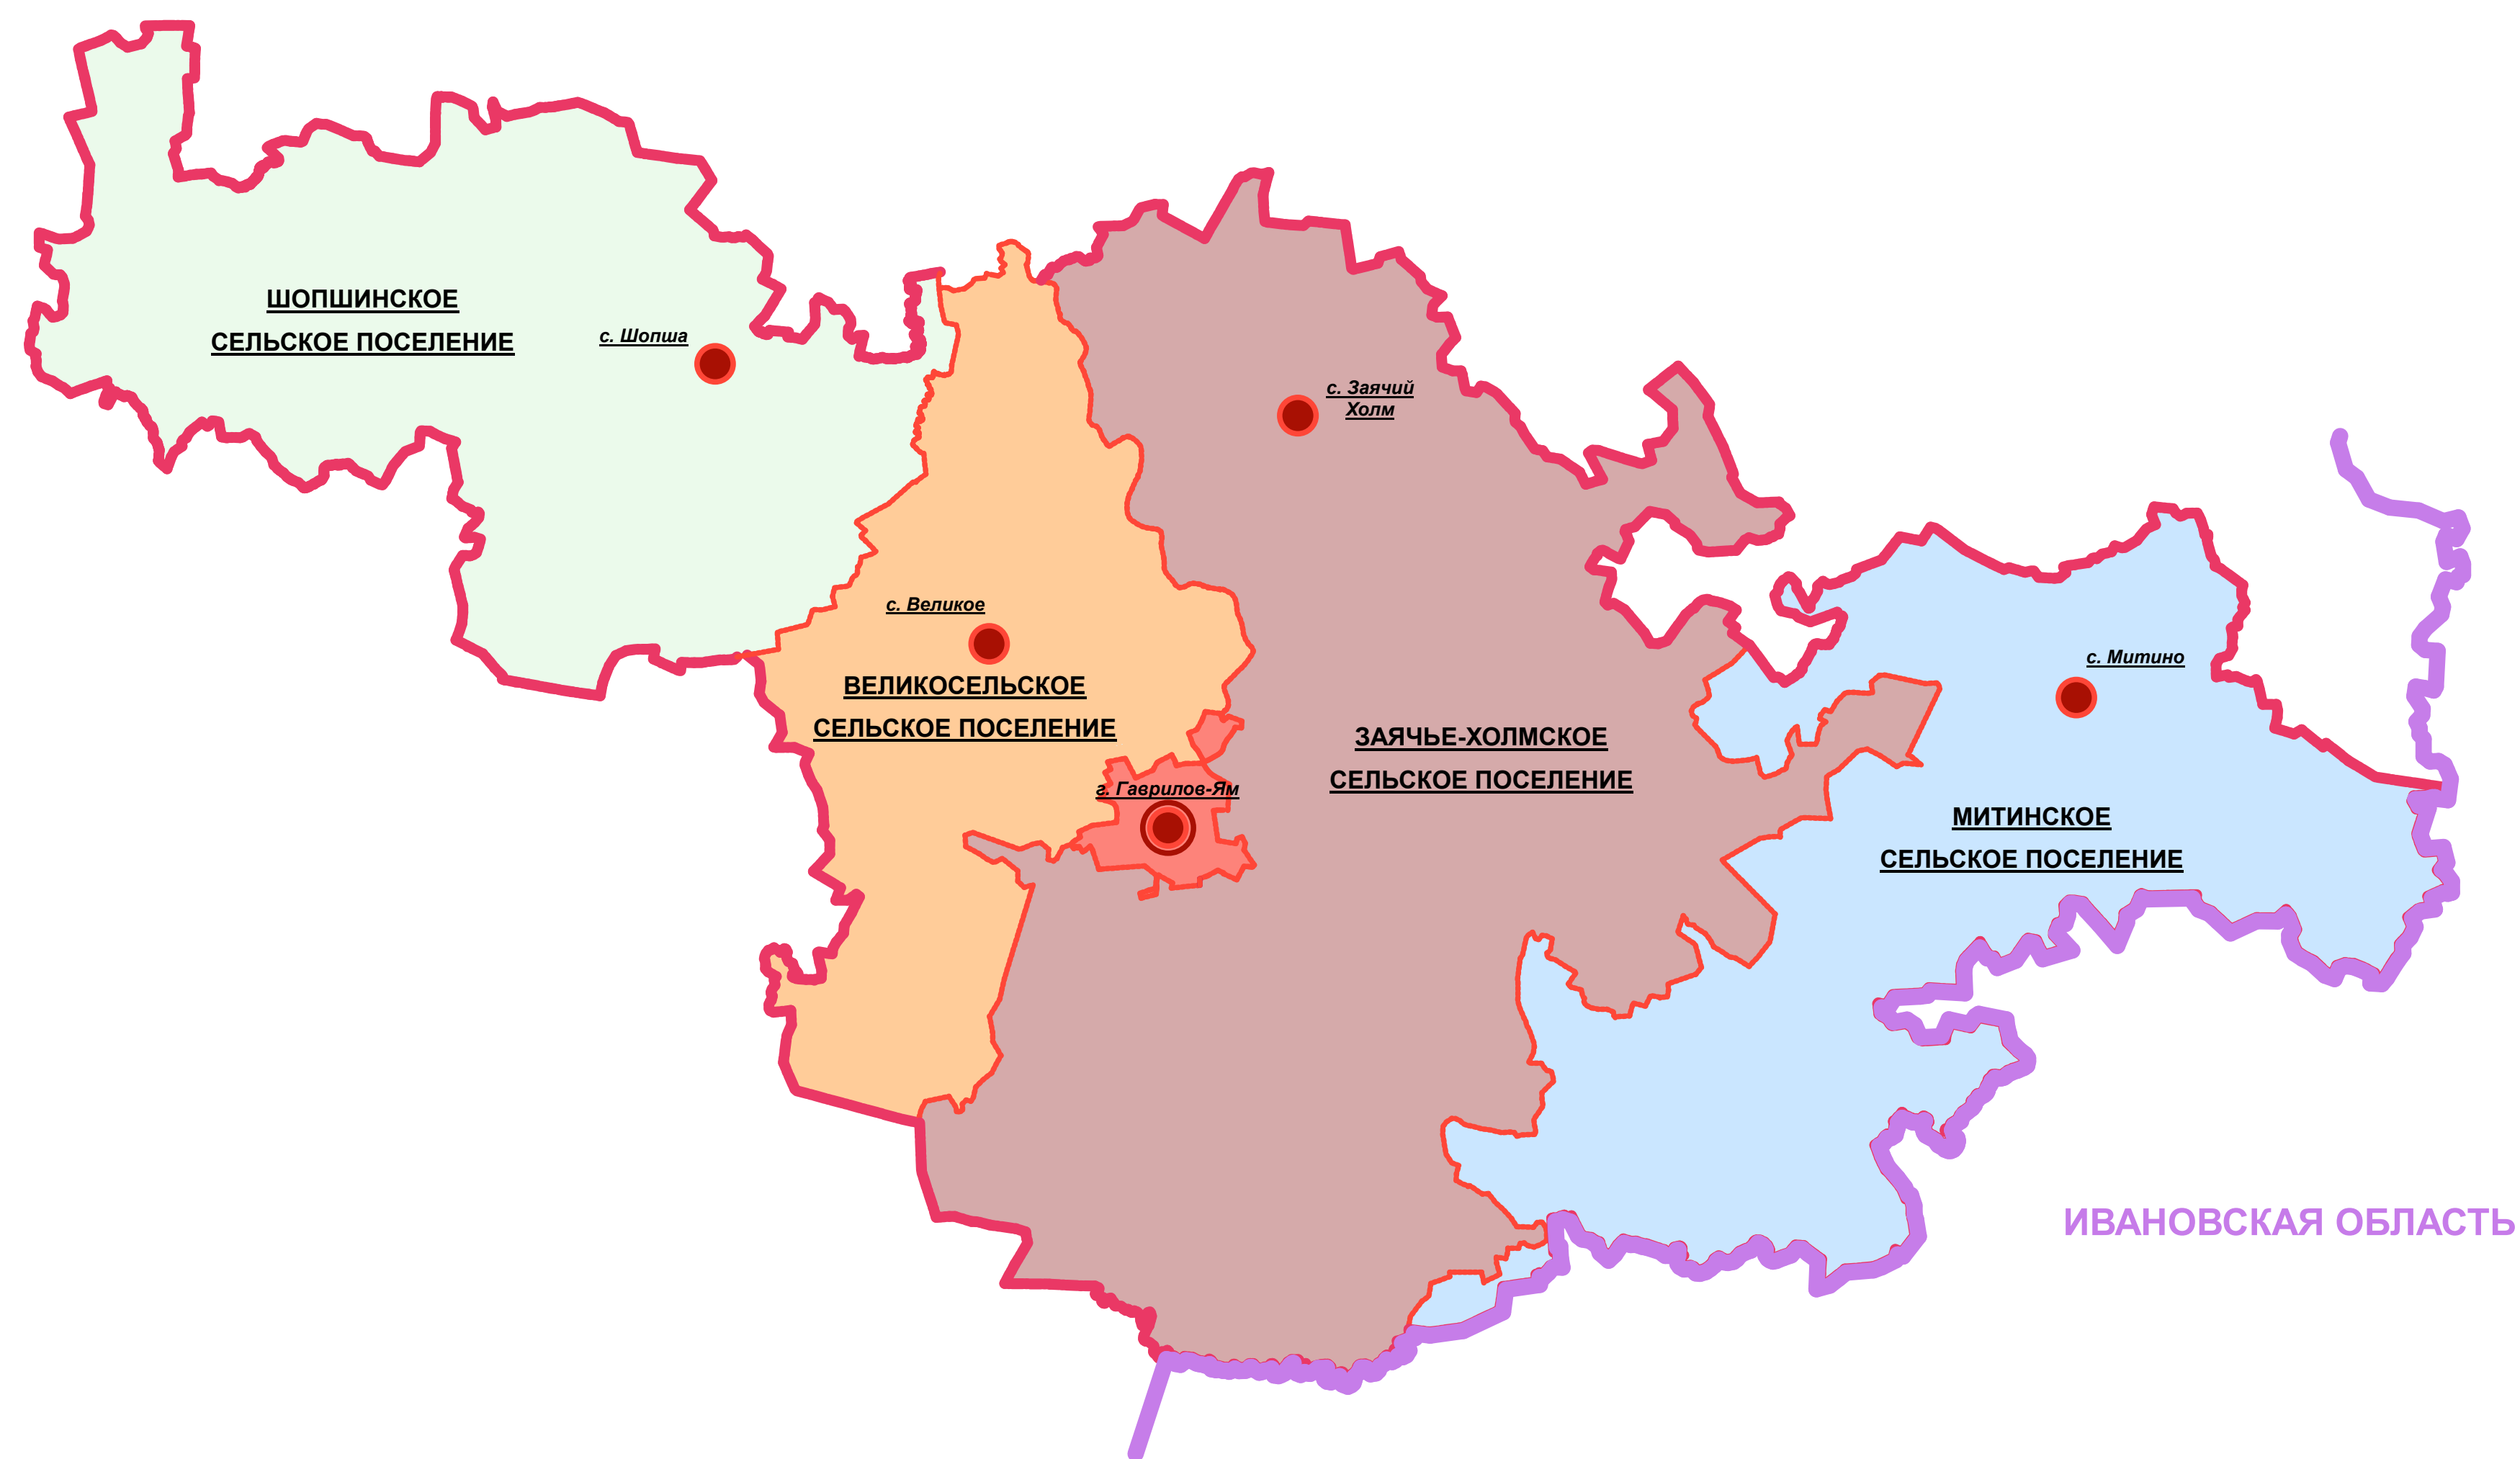 ШОПШИНСКОЕ
СЕЛЬСКОЕ ПОСЕЛЕНИЕ
с. Шопша
с. Заячий
Холм
с. Великое
ВЕЛИКОСЕЛЬСКОЕ
СЕЛЬСКОЕ ПОСЕЛЕНИЕ
г. Гаврилов-Ям
ЗАЯЧЬЕ-ХОЛМСКОЕ
СЕЛЬСКОЕ ПОСЕЛЕНИЕ
с. Митино
МИТИНСКОЕ
СЕЛЬСКОЕ ПОСЕЛЕНИЕ
ИВАНОВСКАЯ ОБЛАСТЬ